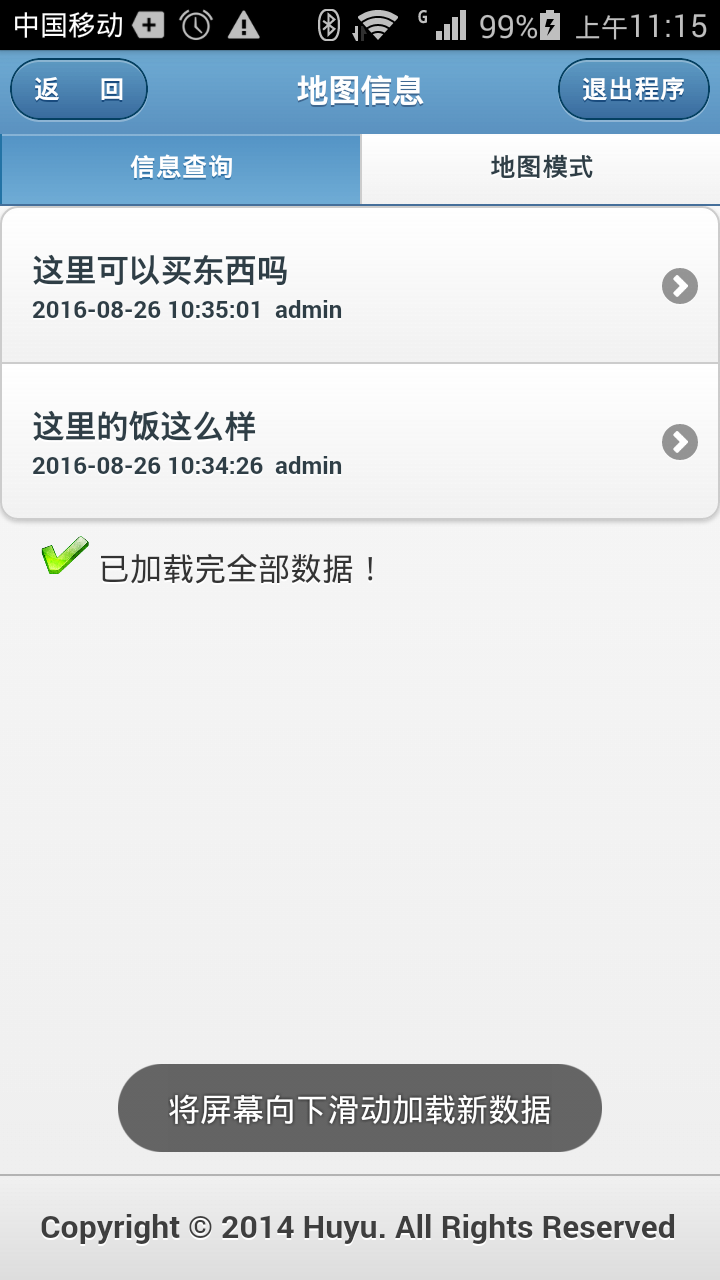 中国移动 G 99% 上午11:15
返 回 地图信息 退出程序
信息查询 地图模式
这里可以买东西吗
2016-08-26 10:35:01 admin
这里的饭这么样
2016-08-26 10:34:26 admin
已加载完全部数据！
将屏幕向下滑动加载新数据
Copyright © 2014 Huyu. All Rights Reserved